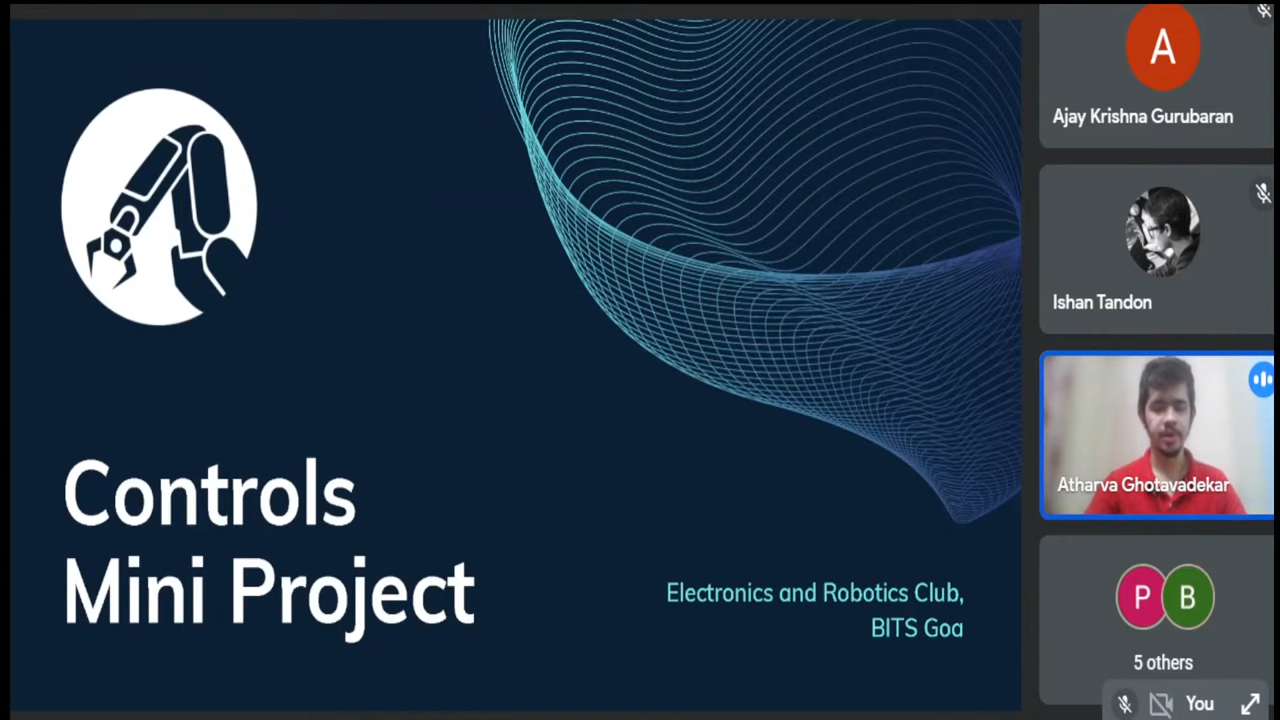 Controls
Mini Project
Electronics and Robotics Club,
BITS Goa
A
Ajay Krishna Gurubaran
Ishan Tandon
Atharva Ghotavadekar
P B
5 others
You